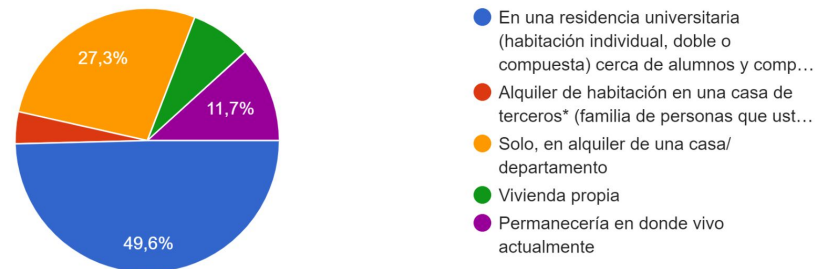 27,3%
11,7%
49,6%
En una residencia universitaria
(habitación individual, doble o
compuesta) cerca de alumnos y comp…
Alquiler de habitación en una casa de
terceros* (familia de personas que ust…
Solo, en alquiler de una casa/
departamento
Vivienda propia
Permanecería en donde vivo
actualmente